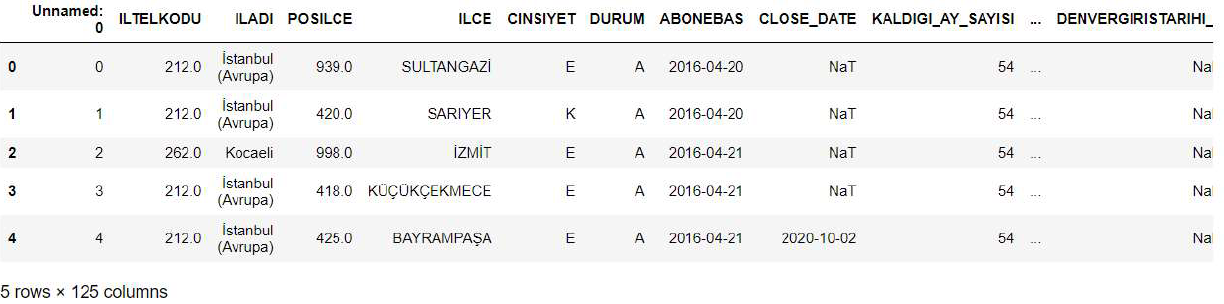 Unnamed: 0 ILTELKODU ILADI POSILCE ILCE CINSIYET DURUM ABONEBAS CLOSE_DATE KALDIGI_AY_SAYISI ... DENVERGIRISTARIHI_
0 0 212.0 İstanbul (Avrupa) 939.0 SULTANGAZİ E A 2016-04-20 NaT 54 ... Na
1 1 212.0 İstanbul (Avrupa) 420.0 SARIYER K A 2016-04-20 NaT 54 ... Na
2 2 262.0 Kocaeli 998.0 İZMİT E A 2016-04-21 NaT 54 ... Na
3 3 212.0 İstanbul (Avrupa) 418.0 KÜÇÜKÇEKMECE E A 2016-04-21 NaT 54 ... Na
4 4 212.0 İstanbul (Avrupa) 425.0 BAYRAMPAŞA E A 2016-04-21 2020-10-02 54 ... Na
5 rows × 125 columns